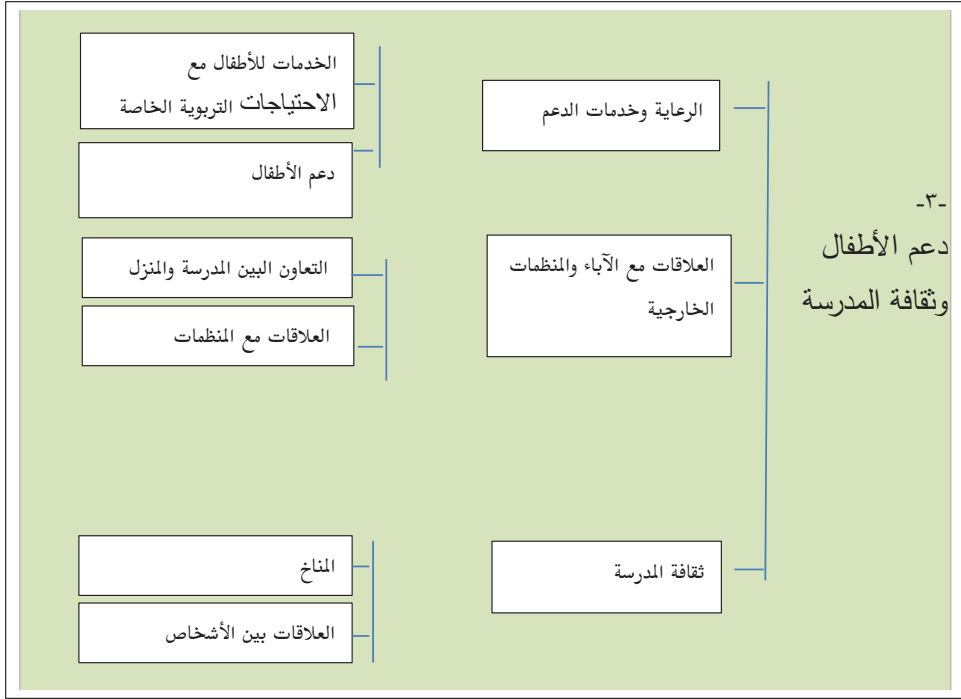 -٣-
دعم الأطفال
وثقافة المدرسة
الرعاية وخدمات الدعم
الخدمات للأطفال مع
الاحتياجات التربوية الخاصة
دعم الأطفال
العلاقات مع الآباء والمنظمات
الخارجية
التعاون البين المدرسة والمنزل
العلاقات مع المنظمات
ثقافة المدرسة
المناخ
العلاقات بين الأشخاص